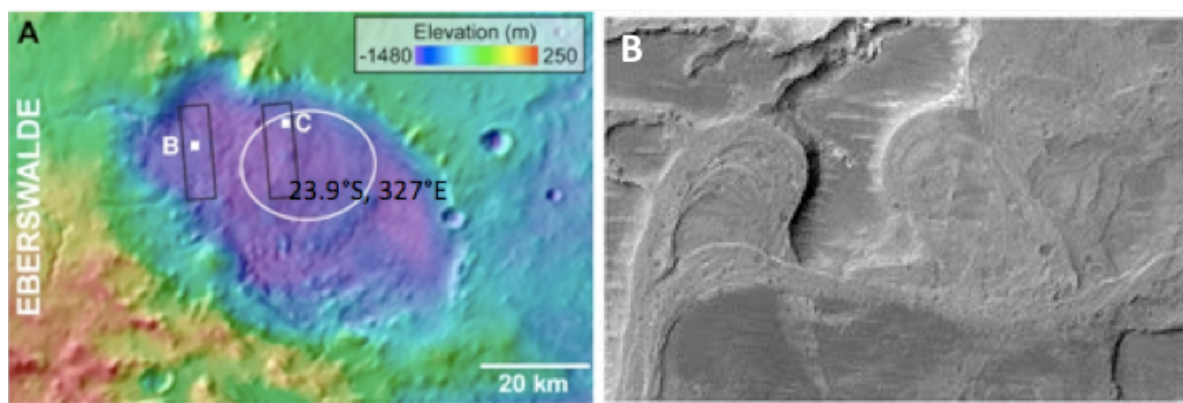 A
Elevation (m)
-1480 250
EBERSWALDE
B
C
23.9°S, 327°E
20 km
B